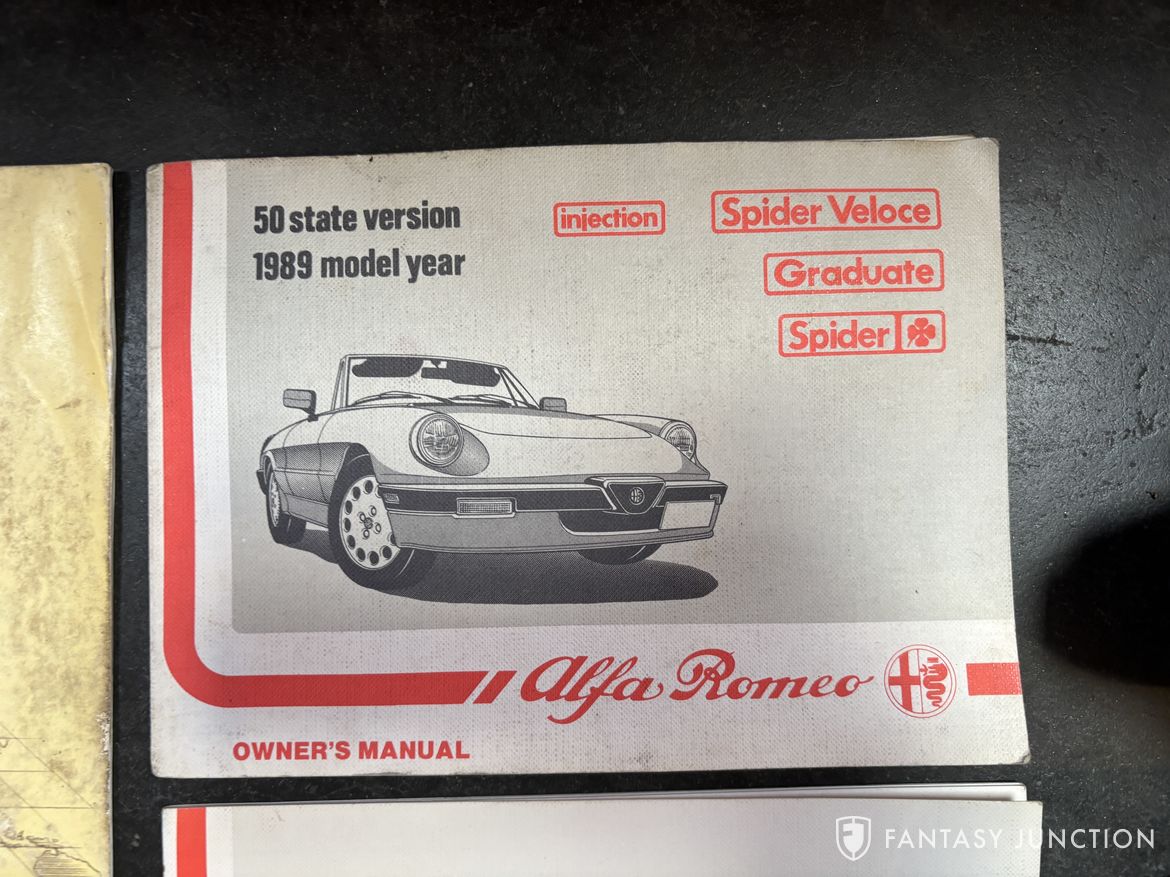 50 state version
1989 model year
injection
Spider Veloce
Graduate
Spider
Alfa Romeo
OWNER'S MANUAL
FANTASY JUNCTION